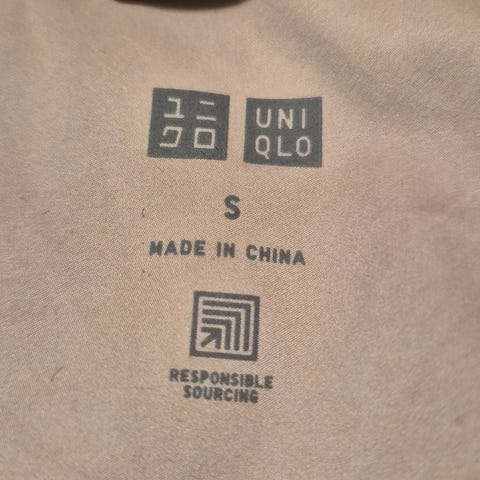 ユニ UNI
クロ QLO
S
MADE IN CHINA
RESPONSIBLE
SOURCING